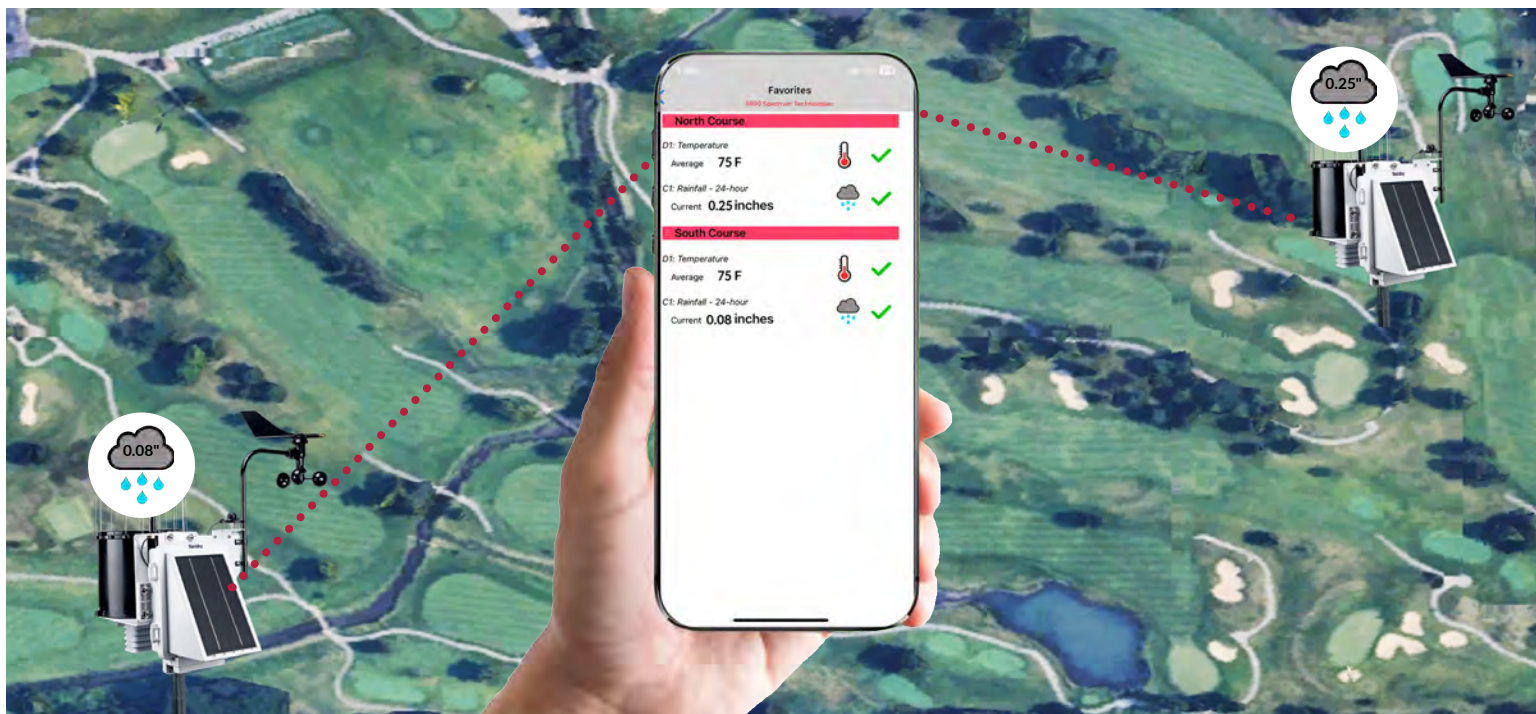 Favorites
North Course
D1: Temperature
Average 75 F
C1: Rainfall - 24-hour
Current 0.25 inches
South Course
D1: Temperature
Average 75 F
C1: Rainfall - 24-hour
Current 0.08 inches
0.25"
0.08"